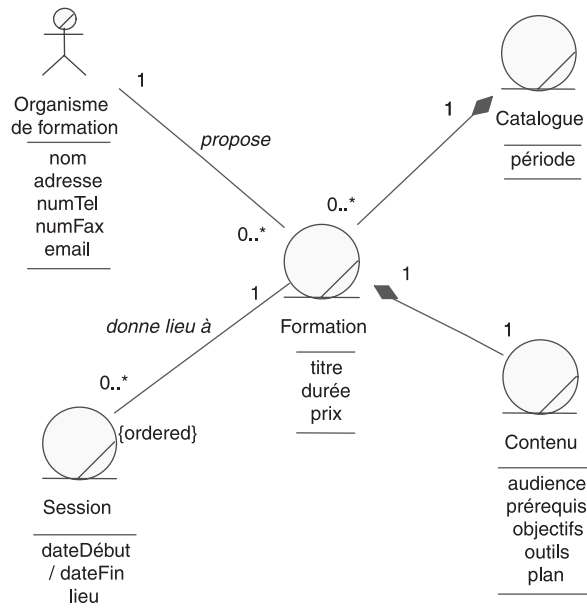 Organisme
de formation
nom
adresse
numTel
numFax
email
1
propose
0..*
Catalogue
période
1
0..*
Formation
titre
durée
prix
1
donne lieu à
0..*
{ordered}
Session
dateDébut
/ dateFin
lieu
1
1
Contenu
audience
prérequis
objectifs
outils
plan